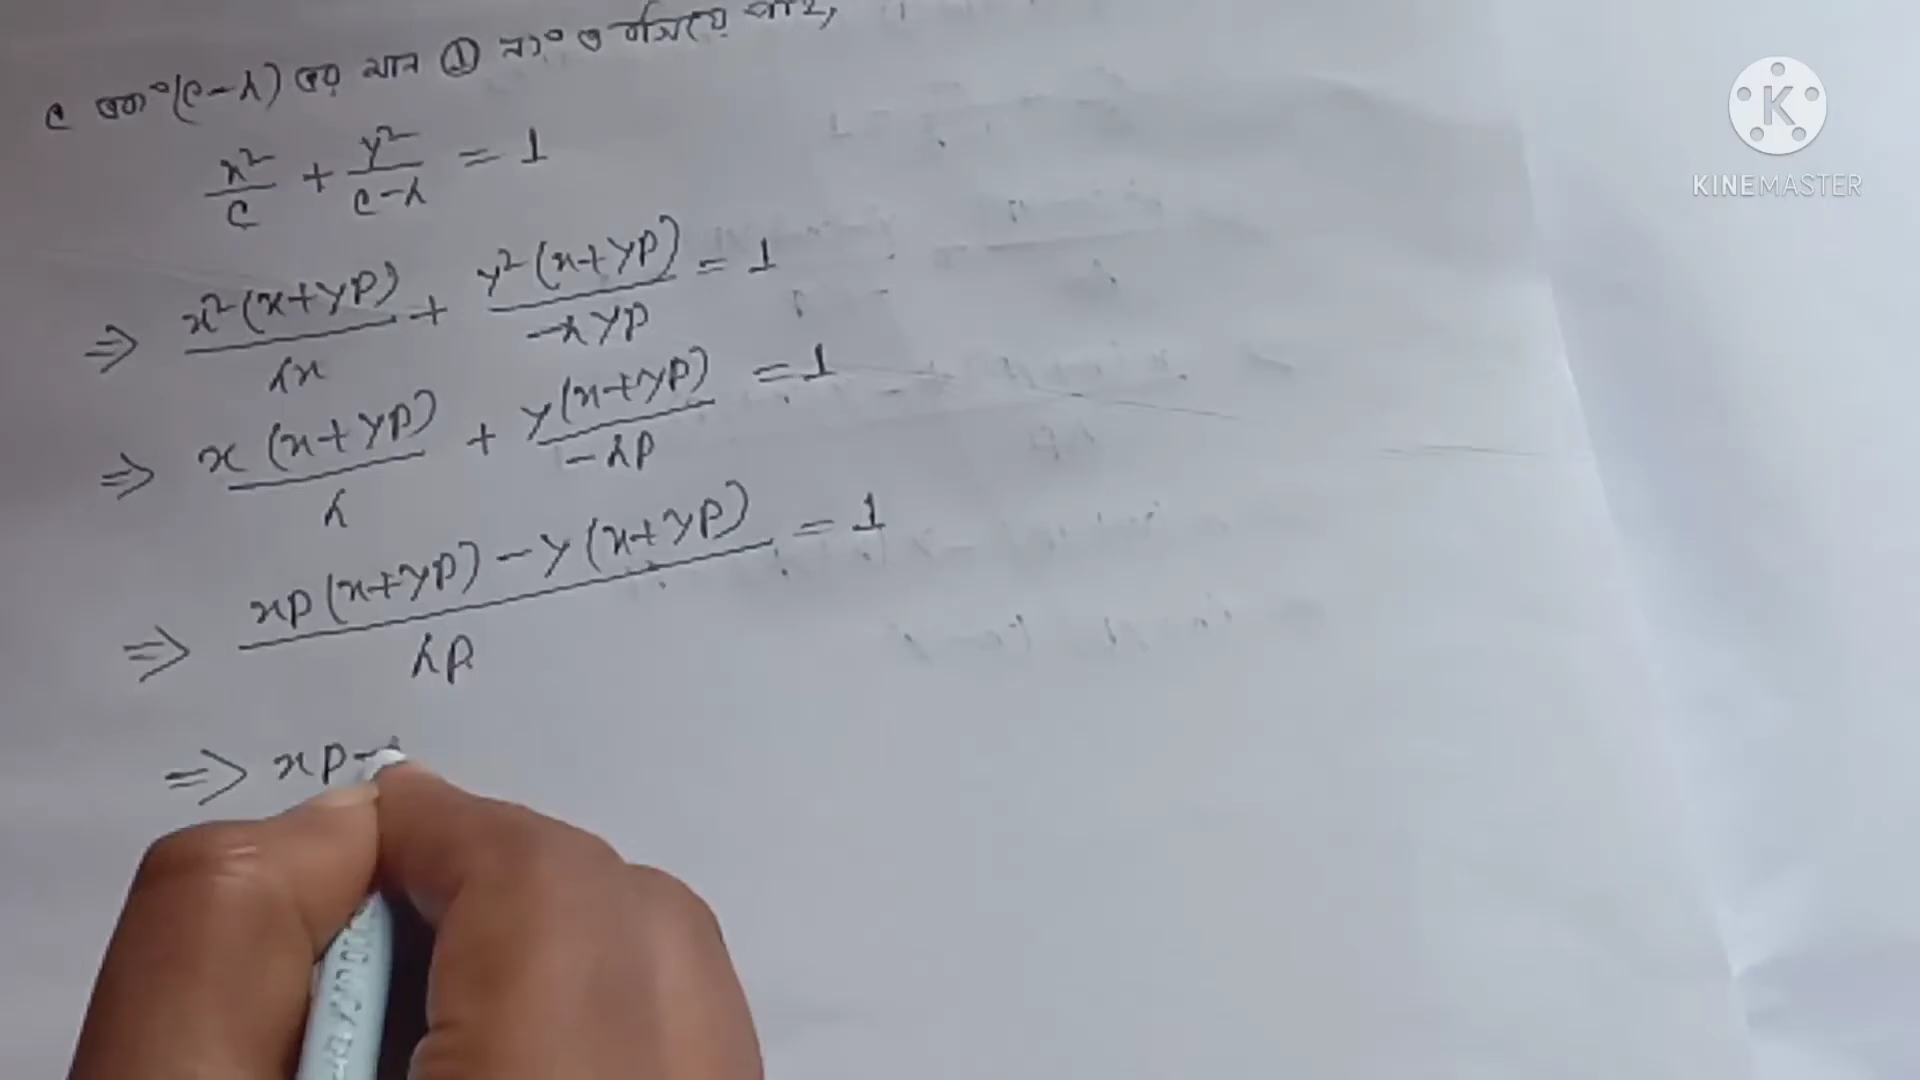 c এবং (c-λ) এর মান ① নং এ বসিয়ে পাই,
x²/c + y²/(c-λ) = 1
⇒ x²(x+yp)/λx + y²(x+yp)/-λyp = 1
⇒ x(x+yp)/λ + y(x+yp)/-λp = 1
⇒ (xp(x+yp) - y(x+yp))/λp = 1
⇒ xp-
K
KINEMASTER